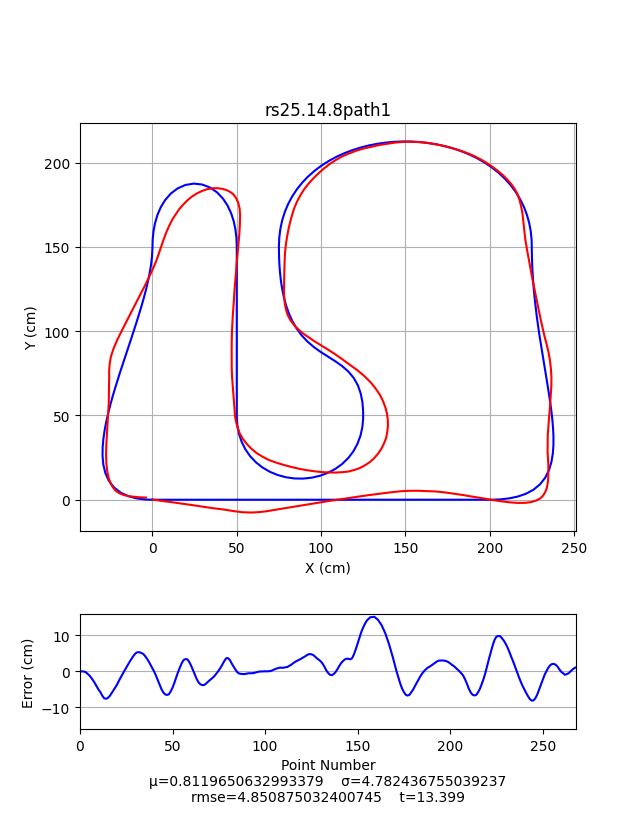 rs25.14.8path1
200
150
100
50
0
Y (cm)
0 50 100 150 200 250
X (cm)
10
0
−10
Error (cm)
0 50 100 150 200 250
Point Number
μ=0.8119650632993379 σ=4.782436755039237
rmse=4.850875032400745 t=13.399